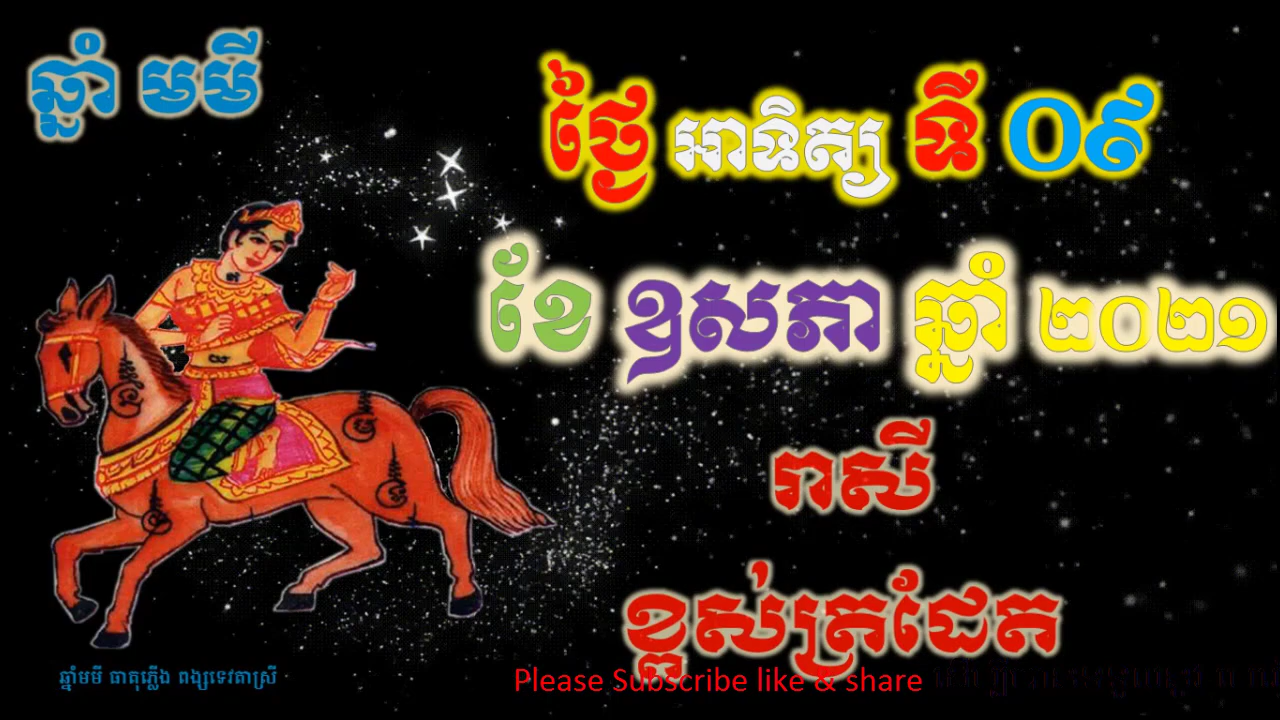 ឆ្នាំ មមី
ថ្ងៃ អាទិត្យ ទី ០៩
ខែ ឧសភា ឆ្នាំ ២០២១
រាសី
ខ្ពស់ត្រដែត
ឆ្នាំមមី ធាតុភ្លើង ពង្សទេវតាស្រី
Please Subscribe like & share